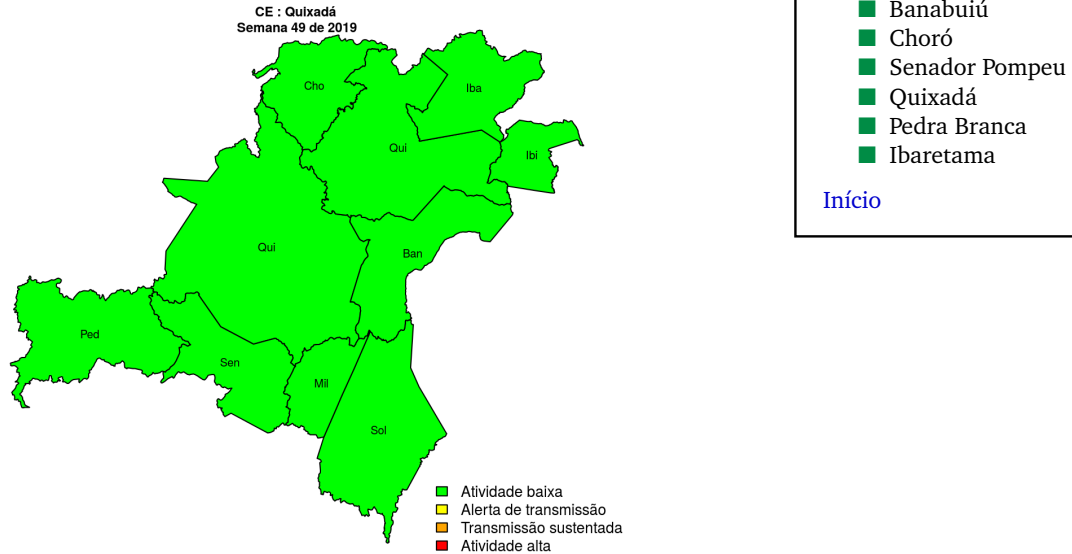 CE : Quixadá
Semana 49 de 2019
Cho
Iba
Qui
Ibi
Qui
Ban
Ped
Sen
Mil
Sol
Atividade baixa
Alerta de transmissão
Transmissão sustentada
Atividade alta
Banabuiú
Choró
Senador Pompeu
Quixadá
Pedra Branca
Ibaretama
Início